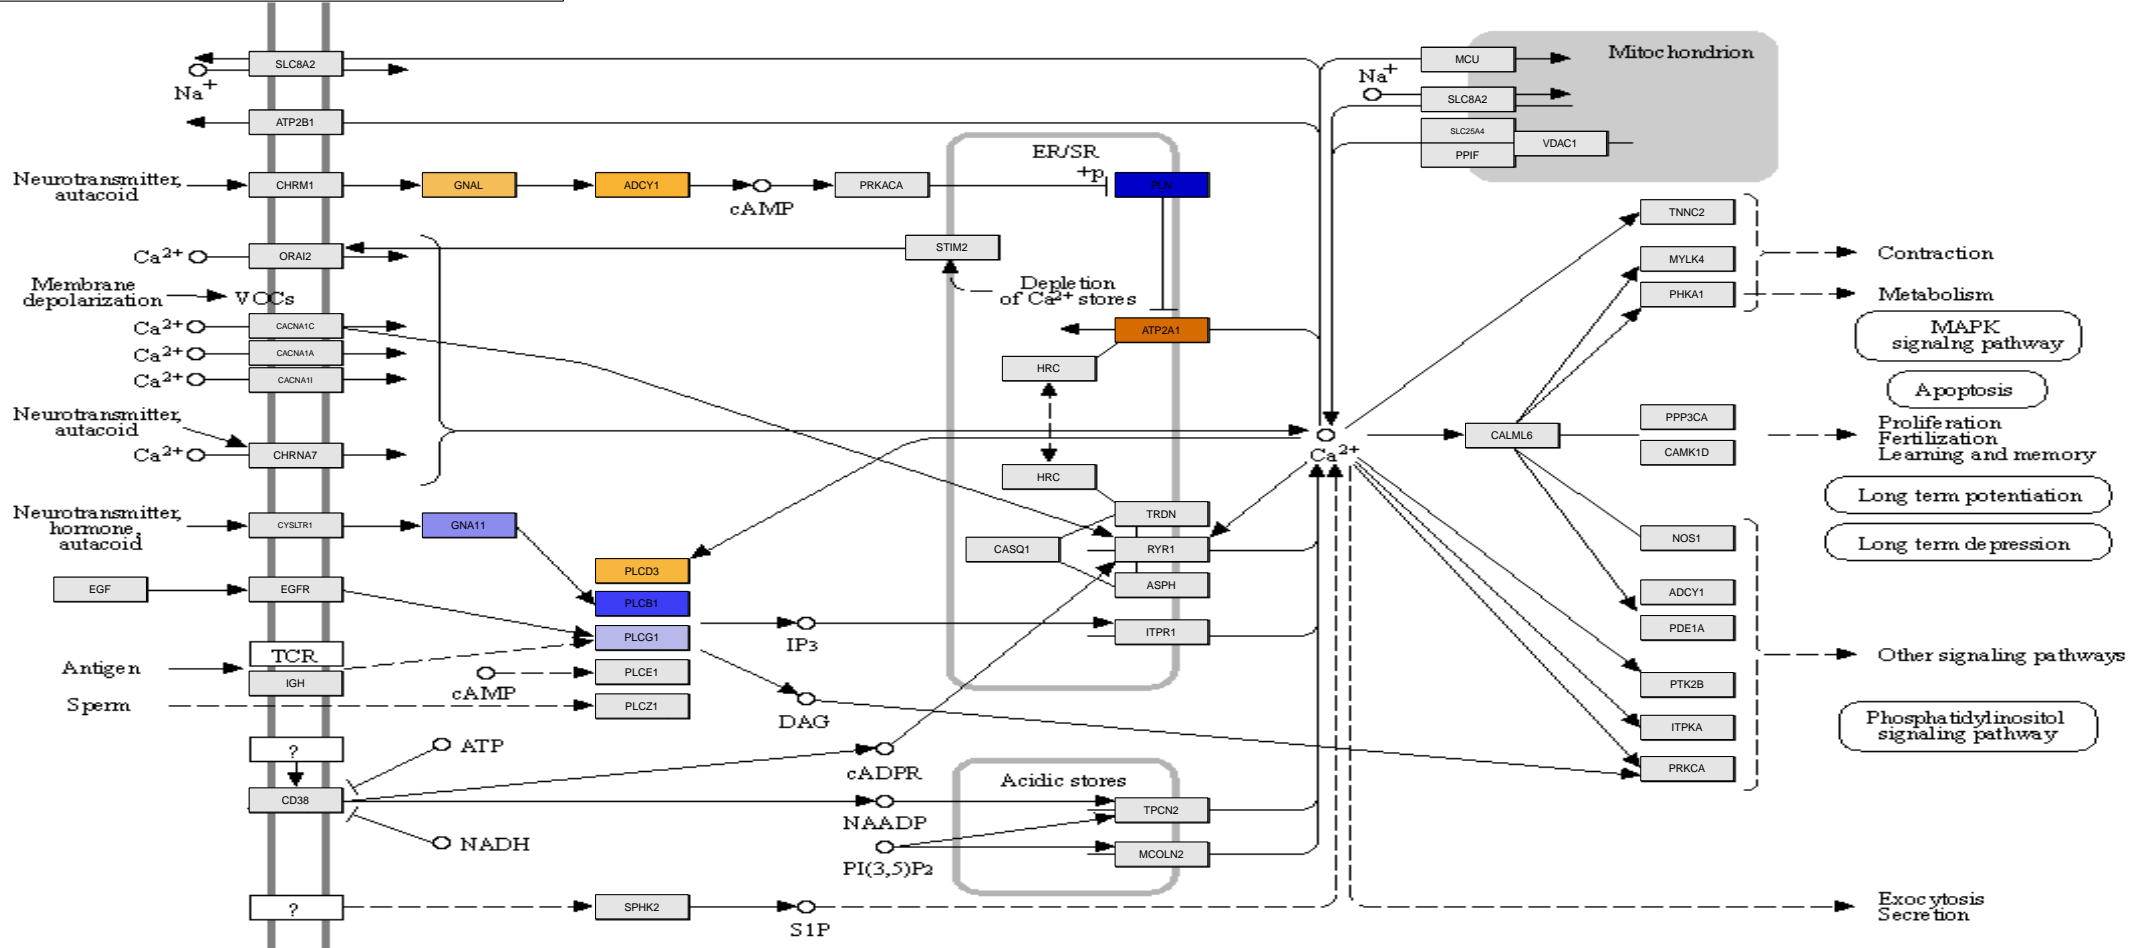 SLC8A2
Na+
ATP2B1
Neurotransmitter,
autacoid
CHRM1
GNAL
ADCY1
cAMP
PRKACA
ER/SR
+p
PLN
MCU
Mitochondrion
Na+
SLC8A2
SLC25A4
PPIF
VDAC1
Ca2+
ORAI2
STIM2
Depletion
of Ca2+ stores
Membrane
depolarization
VOCs
Ca2+
CACNA1C
Ca2+
CACNA1A
Ca2+
CACNA1I
ATP2A1
HRC
Neurotransmitter,
autacoid
Ca2+
CHRNA7
HRC
TRDN
CASQ1
RYR1
ASPH
ITPR1
Neurotransmitter,
hormone,
autacoid
CYSLTR1
GNA11
EGF
EGFR
PLCD3
PLCB1
PLCG1
PLCE1
PLCZ1
IP3
DAG
Antigen
TCR
IGH
cAMP
Sperm
?
ATP
CD38
NADH
cADPR
NAADP
PI(3,5)P2
Acidic stores
TPCN2
MCOLN2
?
SPHK2
S1P
Ca2+
CALML6
TNNC2
MYLK4
PHKA1
Contraction
Metabolism
MAPK
signalng pathway
Apoptosis
PPP3CA
CAMK1D
Proliferation
Fertilization
Learning and memory
Long term potentiation
Long term depression
NOS1
ADCY1
PDE1A
PTK2B
ITPKA
PRKCA
Other signaling pathways
Phosphatidylinositol
signaling pathway
Exocytosis
Secretion